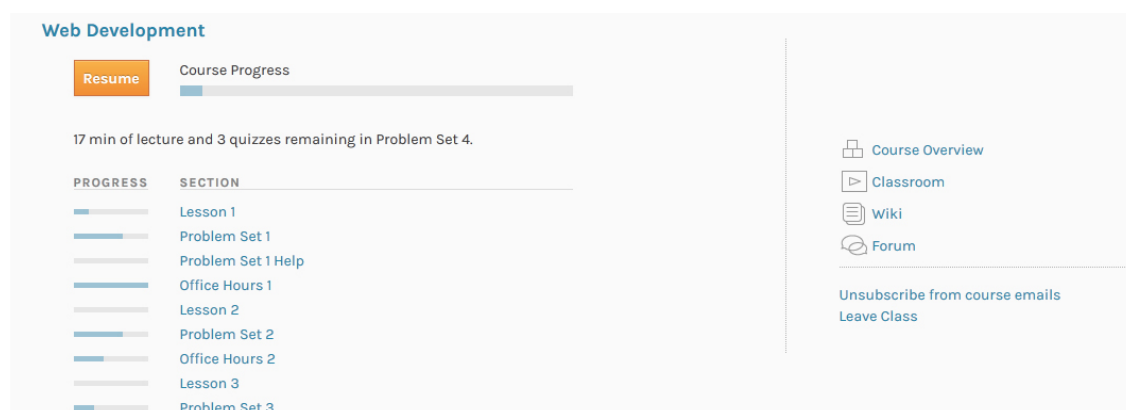 Web Development
Resume
Course Progress
17 min of lecture and 3 quizzes remaining in Problem Set 4.
PROGRESS SECTION
Lesson 1
Problem Set 1
Problem Set 1 Help
Office Hours 1
Lesson 2
Problem Set 2
Office Hours 2
Lesson 3
Problem Set 3
Course Overview
Classroom
Wiki
Forum
Unsubscribe from course emails
Leave Class